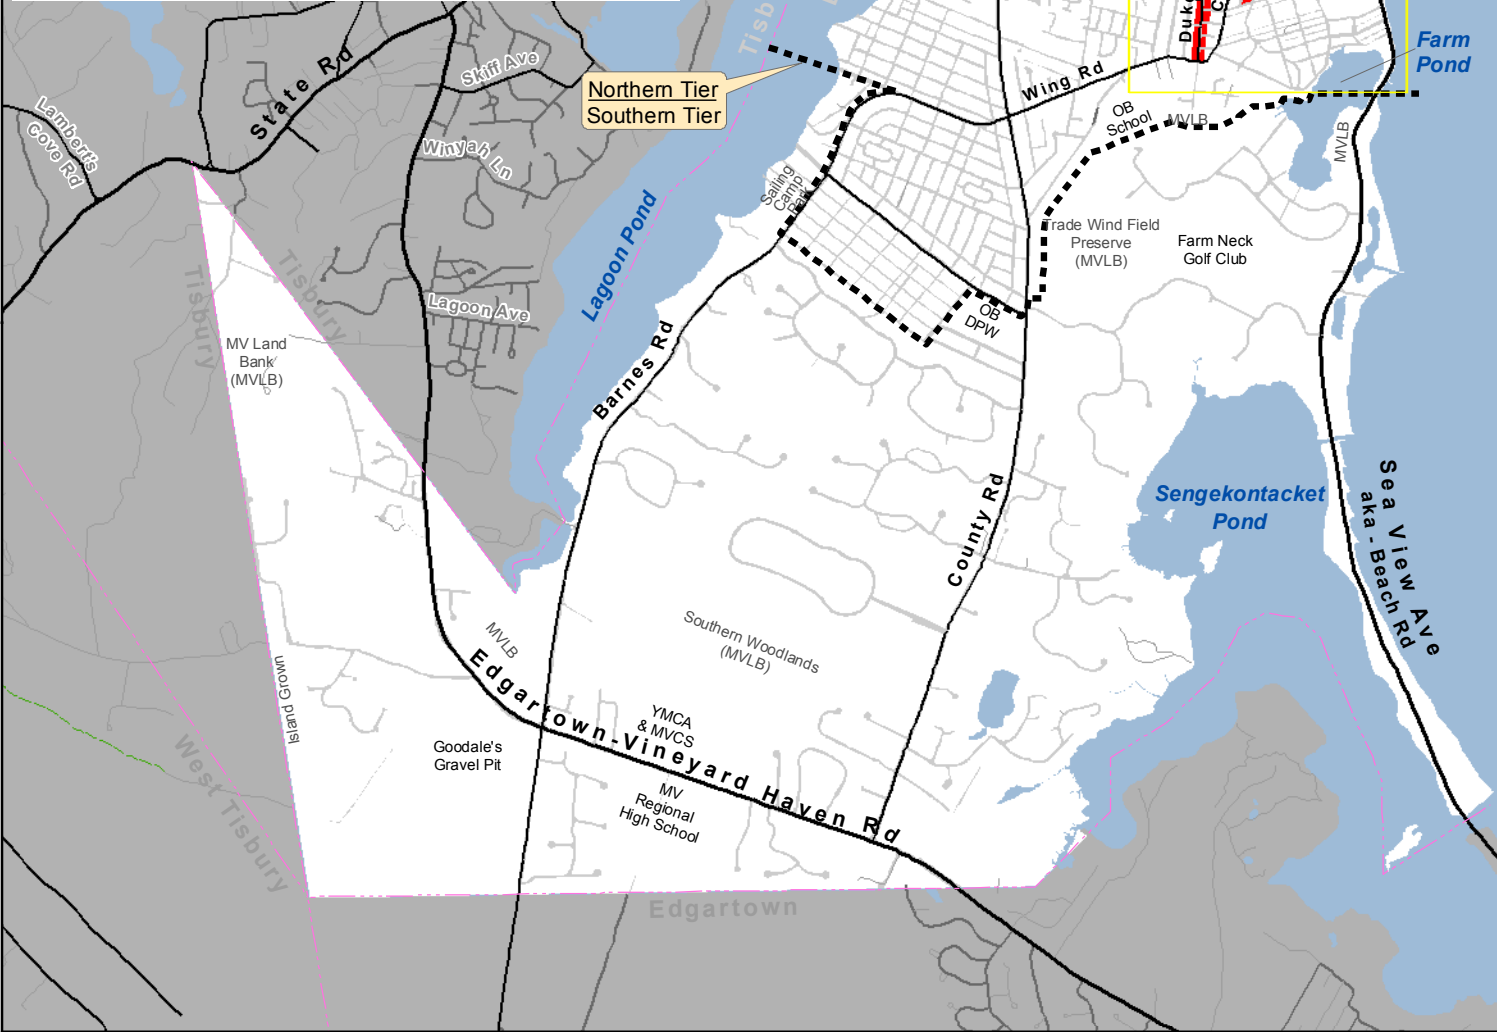 Tisb
Duke
C
Farm
Pond
State Rd
Skiff Ave
Northern Tier
Southern Tier
Wing Rd
OB
School
MVLB
MVLB
Lambert's
Cove Rd
Winyah Ln
Sailing
Camp
Park
Lagoon Pond
Trade Wind Field
Preserve
(MVLB)
Farm Neck
Golf Club
Tisbury
Tisbury
Lagoon Ave
OB
DPW
MV Land
Bank
(MVLB)
Barnes Rd
Sengekontacket
Pond
County Rd
Sea View Ave
aka - Beach Rd
MVLB
Southern Woodlands
(MVLB)
Island Grown
Edgartown-Vineyard Haven Rd
YMCA
& MVCS
Goodale's
Gravel Pit
MV
Regional
High School
West Tisbury
Edgartown